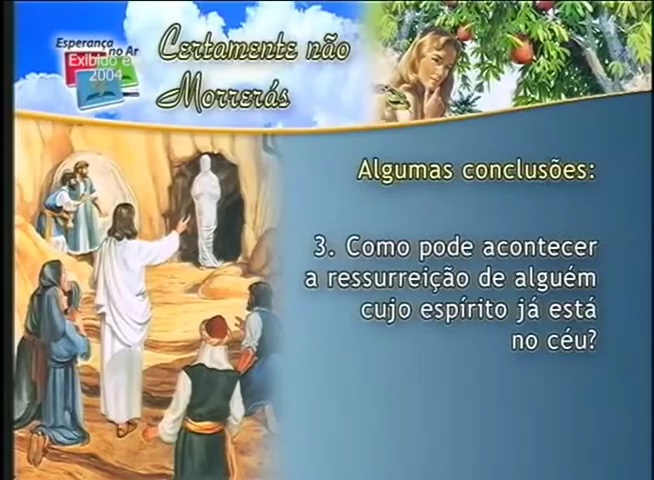 Esperança
no Ar
Exibido e
2004
Certamente não
Morrerás
Algumas conclusões:
3. Como pode acontecer
a ressurreição de alguém
cujo espírito já está
no céu?